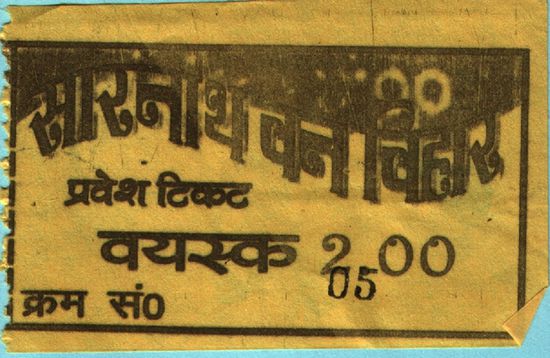 सारनाथ वन विहार
प्रवेश टिकट
वयस्क 2.00
05
क्रम सं0